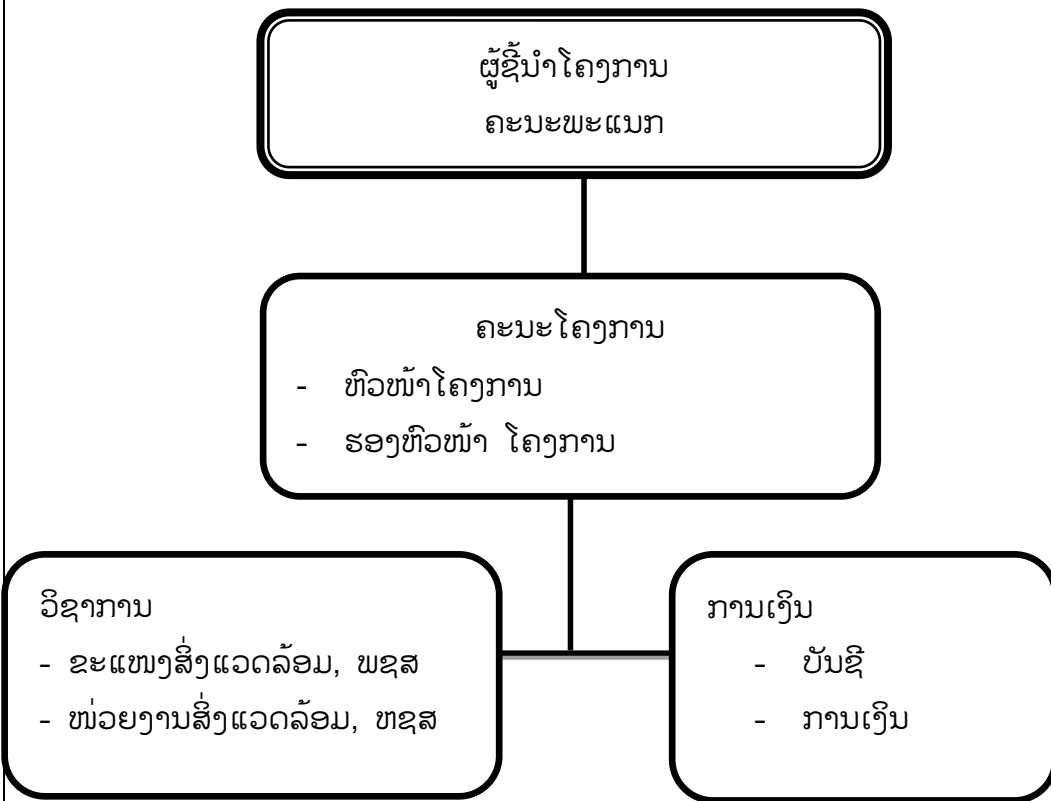 ຜູ້ຊີ້ນຳໂຄງການ
ຄະນະພະແນກ
ຄະນະໂຄງການ
- ຫົວໜ້າໂຄງການ
- ຮອງຫົວໜ້າ ໂຄງການ
ວິຊາການ
- ຂະແໜງສິ່ງແວດລ້ອມ, ພຊສ
- ໜ່ວຍງານສິ່ງແວດລ້ອມ, ຫຊສ
ການເງິນ
- ບັນຊີ
- ການເງິນ